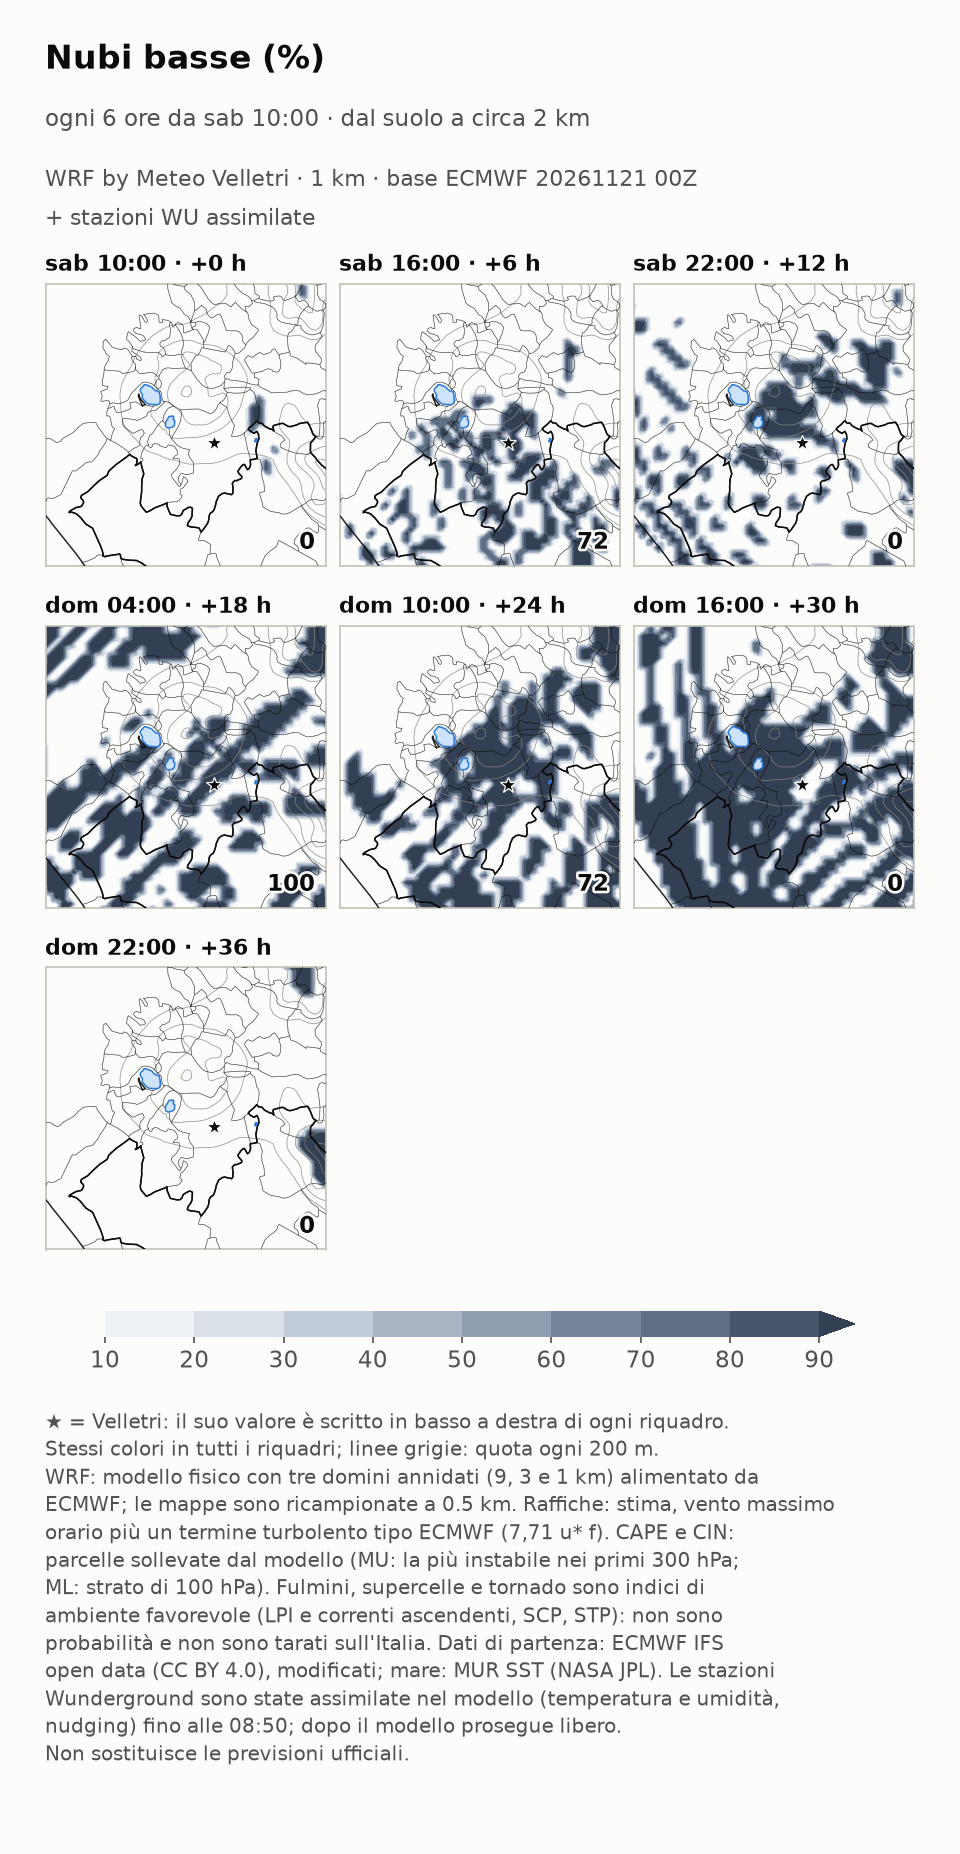 Nubi basse (%)
ogni 6 ore da sab 10:00 · dal suolo a circa 2 km
WRF by Meteo Velletri · 1 km · base ECMWF 20261121 00Z
+ stazioni WU assimilate
sab 10:00 · +0 h
sab 16:00 · +6 h
sab 22:00 · +12 h
0
72
0
dom 04:00 · +18 h
dom 10:00 · +24 h
dom 16:00 · +30 h
100
72
0
dom 22:00 · +36 h
0
10 20 30 40 50 60 70 80 90
★ = Velletri: il suo valore è scritto in basso a destra di ogni riquadro.
Stessi colori in tutti i riquadri; linee grigie: quota ogni 200 m.
WRF: modello fisico con tre domini annidati (9, 3 e 1 km) alimentato da
ECMWF; le mappe sono ricampionate a 0.5 km. Raffiche: stima, vento massimo
orario più un termine turbolento tipo ECMWF (7,71 u* f). CAPE e CIN:
parcelle sollevate dal modello (MU: la più instabile nei primi 300 hPa;
ML: strato di 100 hPa). Fulmini, supercelle e tornado sono indici di
ambiente favorevole (LPI e correnti ascendenti, SCP, STP): non sono
probabilità e non sono tarati sull'Italia. Dati di partenza: ECMWF IFS
open data (CC BY 4.0), modificati; mare: MUR SST (NASA JPL). Le stazioni
Wunderground sono state assimilate nel modello (temperatura e umidità,
nudging) fino alle 08:50; dopo il modello prosegue libero.
Non sostituisce le previsioni ufficiali.